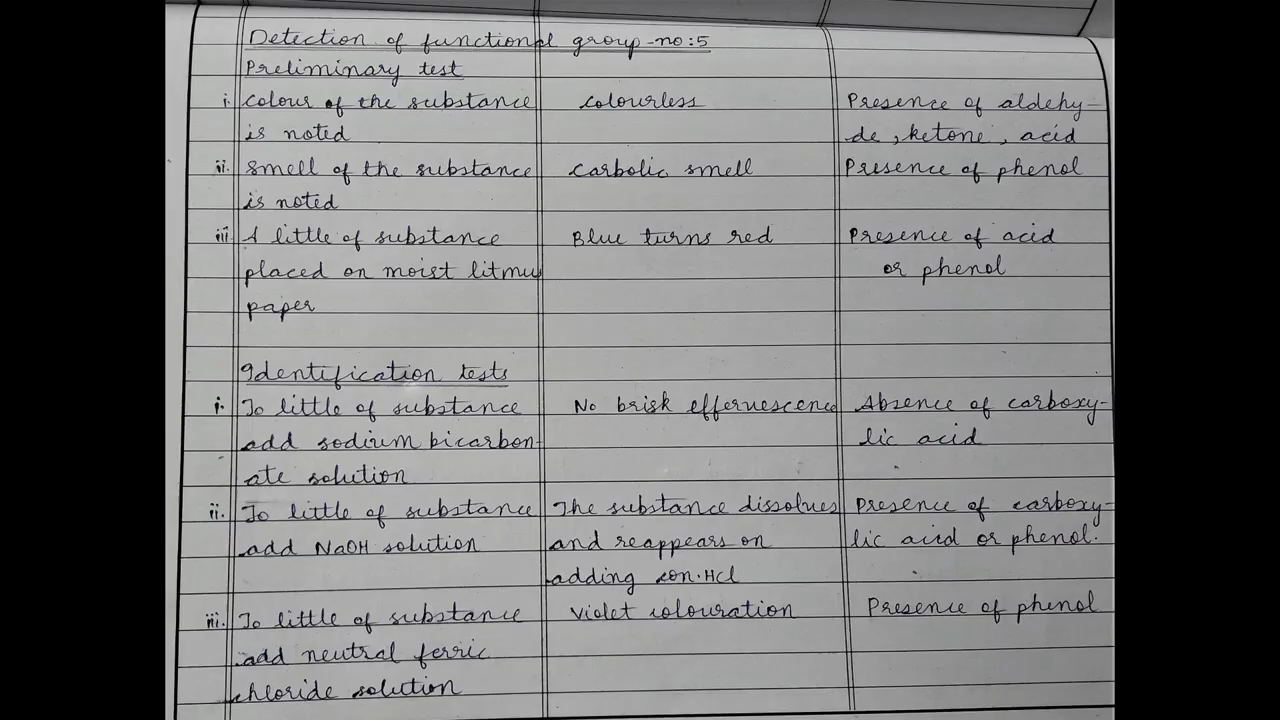 Detection of functional group -no:5
Preliminary test
i. colour of the substance colourless Presence of aldehy-
is noted de, ketone, acid
ii. smell of the substance carbolic smell Presence of phenol
is noted
iii. A little of substance Blue turns red Presence of acid
placed on moist litmus or phenol
paper
Identification tests
i. To little of substance No brisk effervescence Absence of carboxy-
add sodium bicarbon- lic acid
ate solution
ii. To little of substance The substance dissolves Presence of carboxy-
add NaOH solution and reappears on lic acid or phenol.
adding con.HCl
iii. To little of substance violet colouration Presence of phenol
add neutral ferric
chloride solution